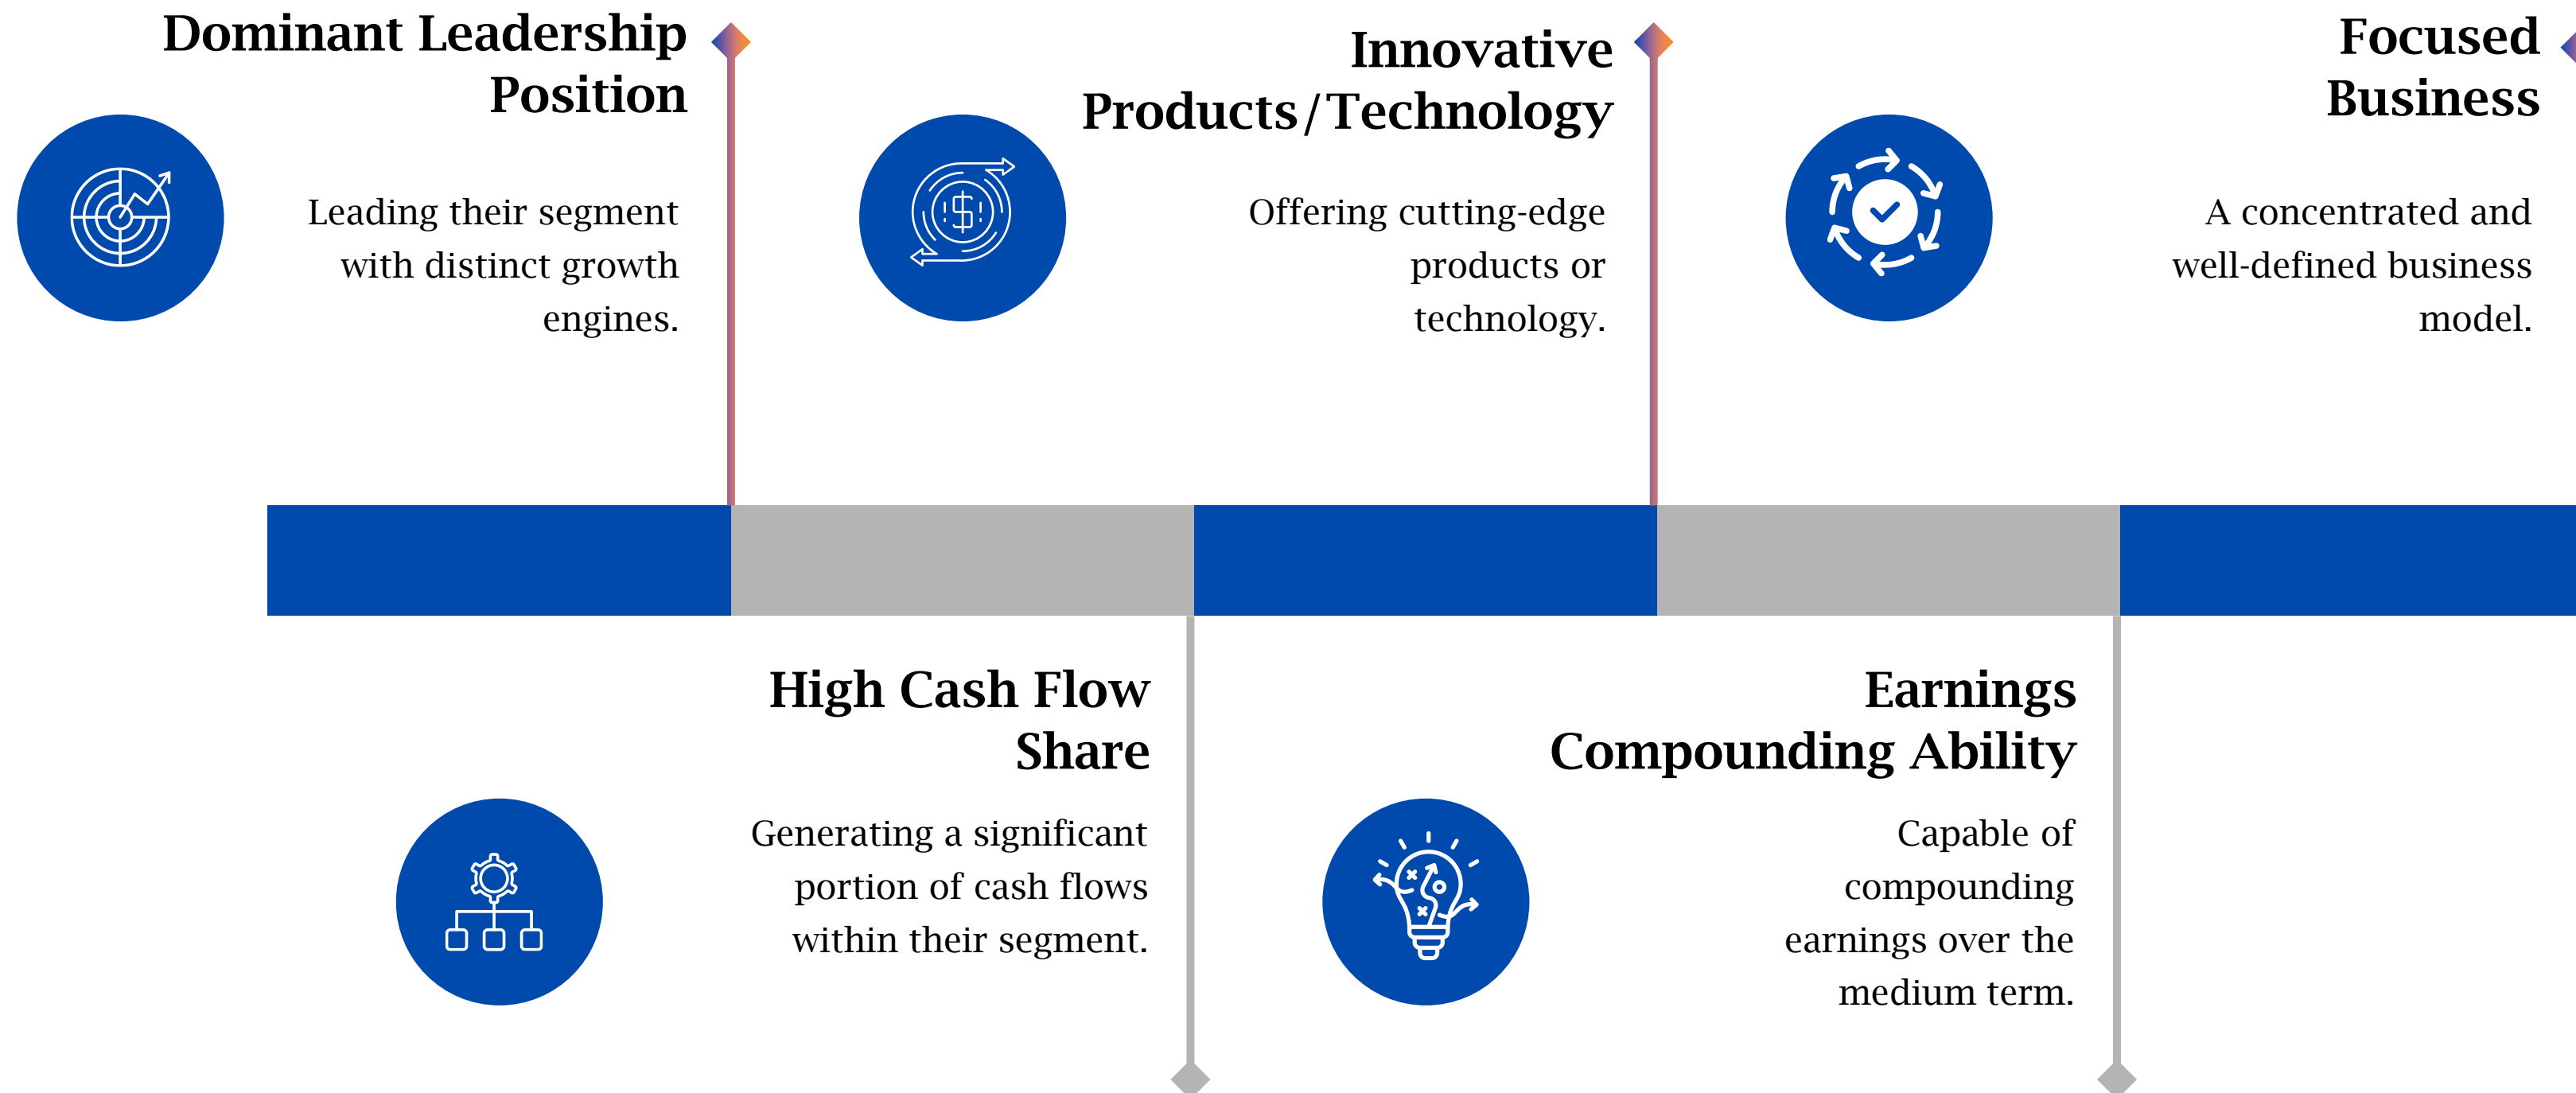 Dominant Leadership
Position
Leading their segment
with distinct growth
engines.
Innovative
Products/Technology
Offering cutting-edge
products or
technology.
Focused
Business
A concentrated and
well-defined business
model.
High Cash Flow
Share
Generating a significant
portion of cash flows
within their segment.
Earnings
Compounding Ability
Capable of
compounding
earnings over the
medium term.